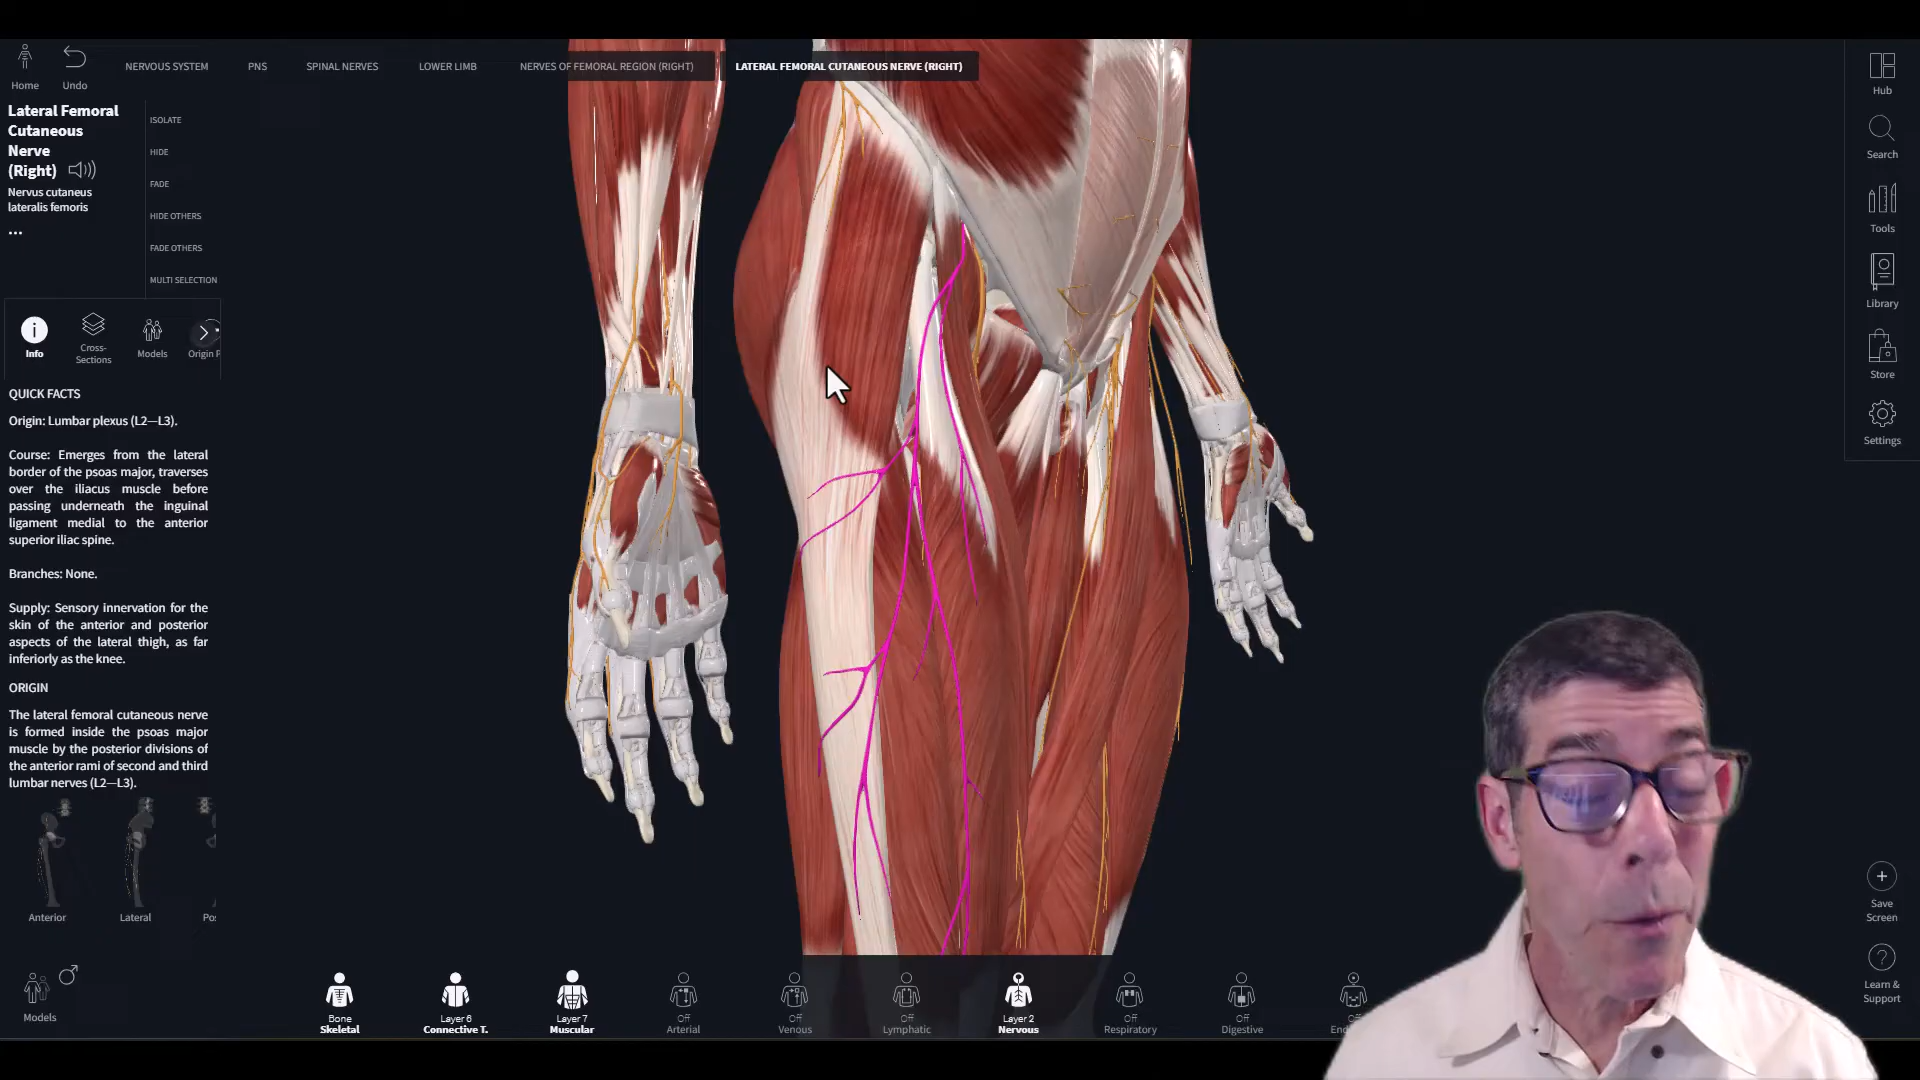 Home
Undo
NERVOUS SYSTEM
PNS
SPINAL NERVES
LOWER LIMB
NERVES OF FEMORAL REGION (RIGHT)
LATERAL FEMORAL CUTANEOUS NERVE (RIGHT)
Lateral Femoral
Cutaneous
Nerve
(Right)
Nervus cutaneus
lateralis femoris
...
ISOLATE
HIDE
FADE
HIDE OTHERS
FADE OTHERS
MULTI SELECTION
Info
Cross-
Sections
Models
Origin
QUICK FACTS
Origin: Lumbar plexus (L2—L3).
Course: Emerges from the lateral
border of the psoas major, traverses
over the iliacus muscle before
passing underneath the inguinal
ligament medial to the anterior
superior iliac spine.
Branches: None.
Supply: Sensory innervation for the
skin of the anterior and posterior
aspects of the lateral thigh, as far
inferiorly as the knee.
ORIGIN
The lateral femoral cutaneous nerve
is formed inside the psoas major
muscle by the posterior divisions of
the anterior rami of second and third
lumbar nerves (L2—L3).
Anterior
Lateral
Pos
Models
Bone
Skeletal
Layer 6
Connective T.
Layer 7
Muscular
Off
Arterial
Off
Venous
Off
Lymphatic
Layer 2
Nervous
Off
Respiratory
Off
Digestive
Hub
Search
Tools
Library
Store
Settings
Save
Screen
Learn &
Support